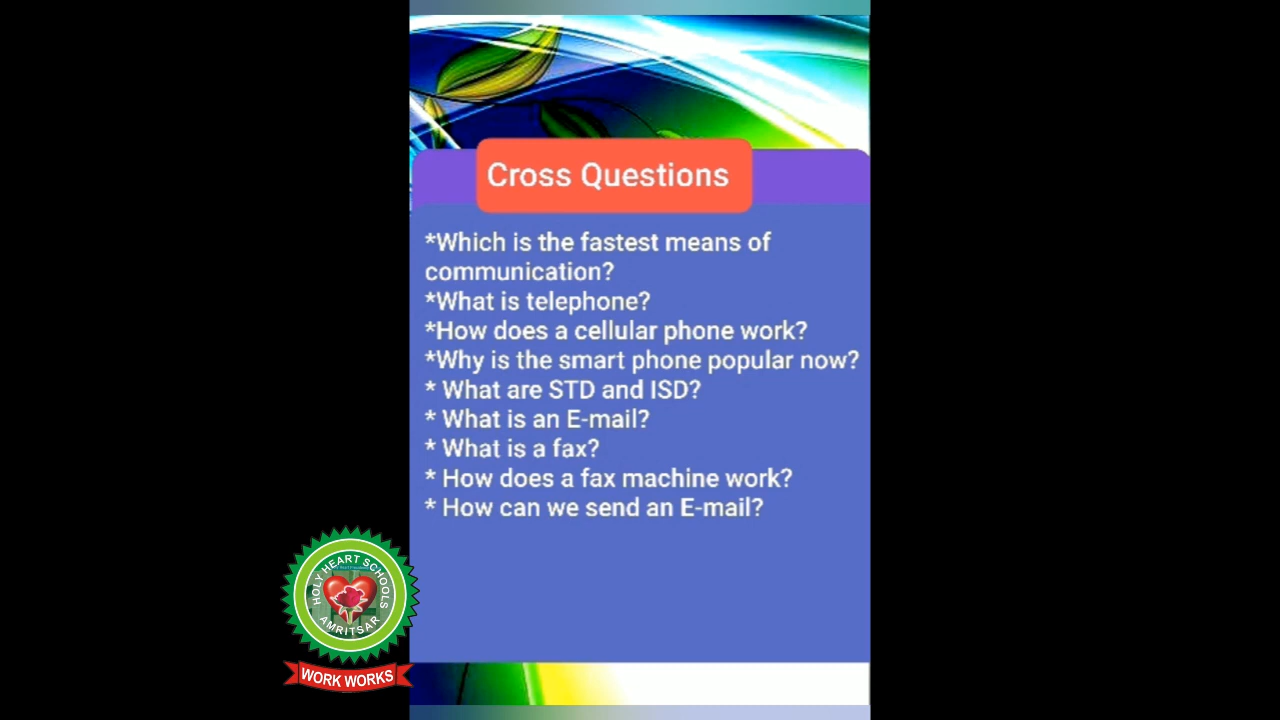 Cross Questions
*Which is the fastest means of
communication?
*What is telephone?
*How does a cellular phone work?
*Why is the smart phone popular now?
* What are STD and ISD?
* What is an E-mail?
* What is a fax?
* How does a fax machine work?
* How can we send an E-mail?
HOLY HEART SCHOOLS
AMRITSAR
WORK WORKS